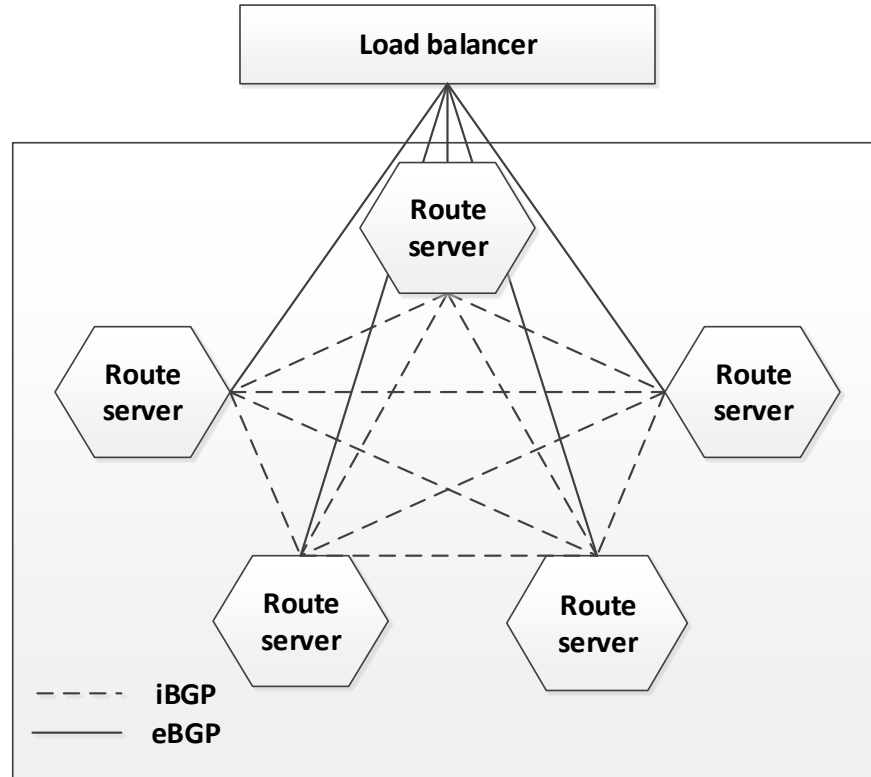 Load balancer
Route
server
Route
server
Route
server
Route
server
Route
server
iBGP
eBGP